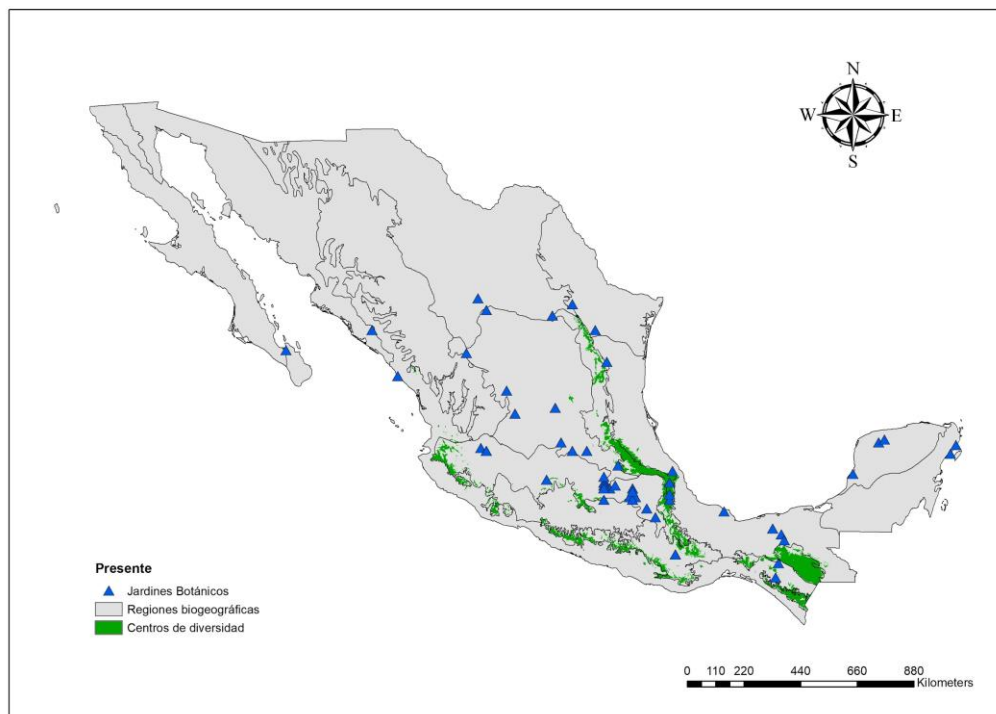 N
W E
S
Presente
Jardines Botánicos
Regiones biogeográficas
Centros de diversidad
0 110 220 440 660 880
Kilometers